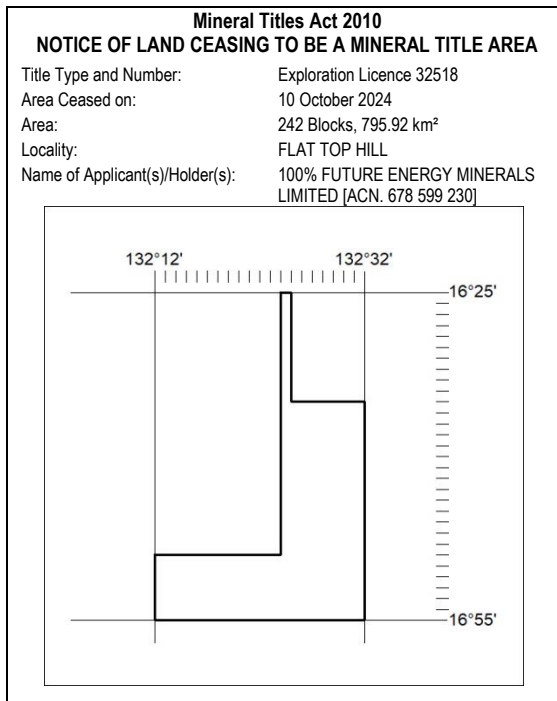 Mineral Titles Act 2010
NOTICE OF LAND CEASING TO BE A MINERAL TITLE AREA
Title Type and Number: Exploration Licence 32518
Area Ceased on: 10 October 2024
Area: 242 Blocks, 795.92 km²
Locality: FLAT TOP HILL
Name of Applicant(s)/Holder(s): 100% FUTURE ENERGY MINERALS
LIMITED [ACN. 678 599 230]
132°12' 132°32'
16°25'
16°55'